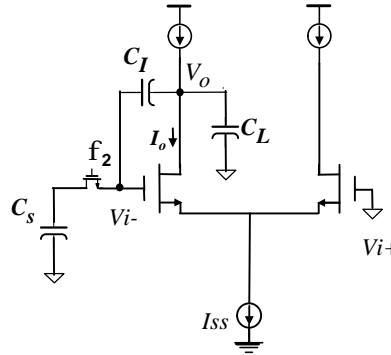 C_I
V_o
I_o
C_L
f_2
C_s
Vi-
Vi+
Iss